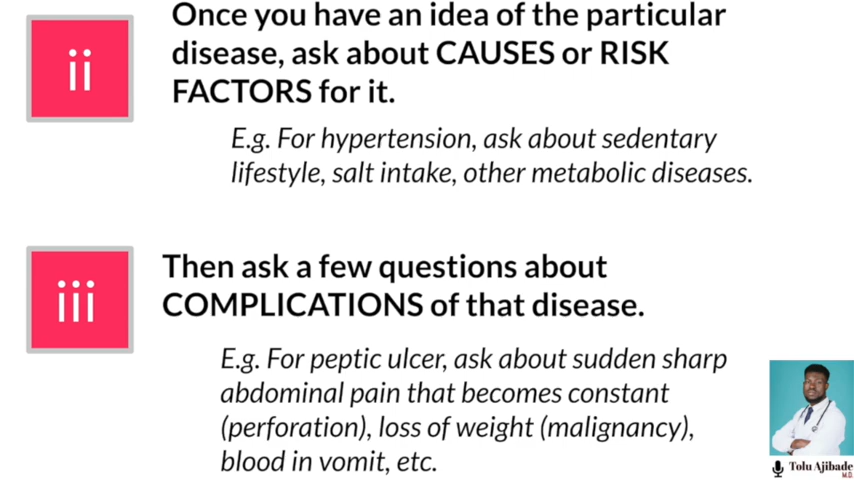 ii
Once you have an idea of the particular
disease, ask about CAUSES or RISK
FACTORS for it.
E.g. For hypertension, ask about sedentary
lifestyle, salt intake, other metabolic diseases.
iii
Then ask a few questions about
COMPLICATIONS of that disease.
E.g. For peptic ulcer, ask about sudden sharp
abdominal pain that becomes constant
(perforation), loss of weight (malignancy),
blood in vomit, etc.
Tolu Ajibade
M.D.